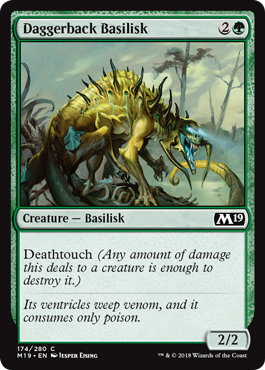 Daggerback Basilisk 2
Creature — Basilisk M19
Deathtouch (Any amount of damage
this deals to a creature is enough to
destroy it.)
Its ventricles weep venom, and it
consumes only poison.
2/2
174/280 C
M19 • EN Jesper Ejsing ™ & © 2018 Wizards of the Coast